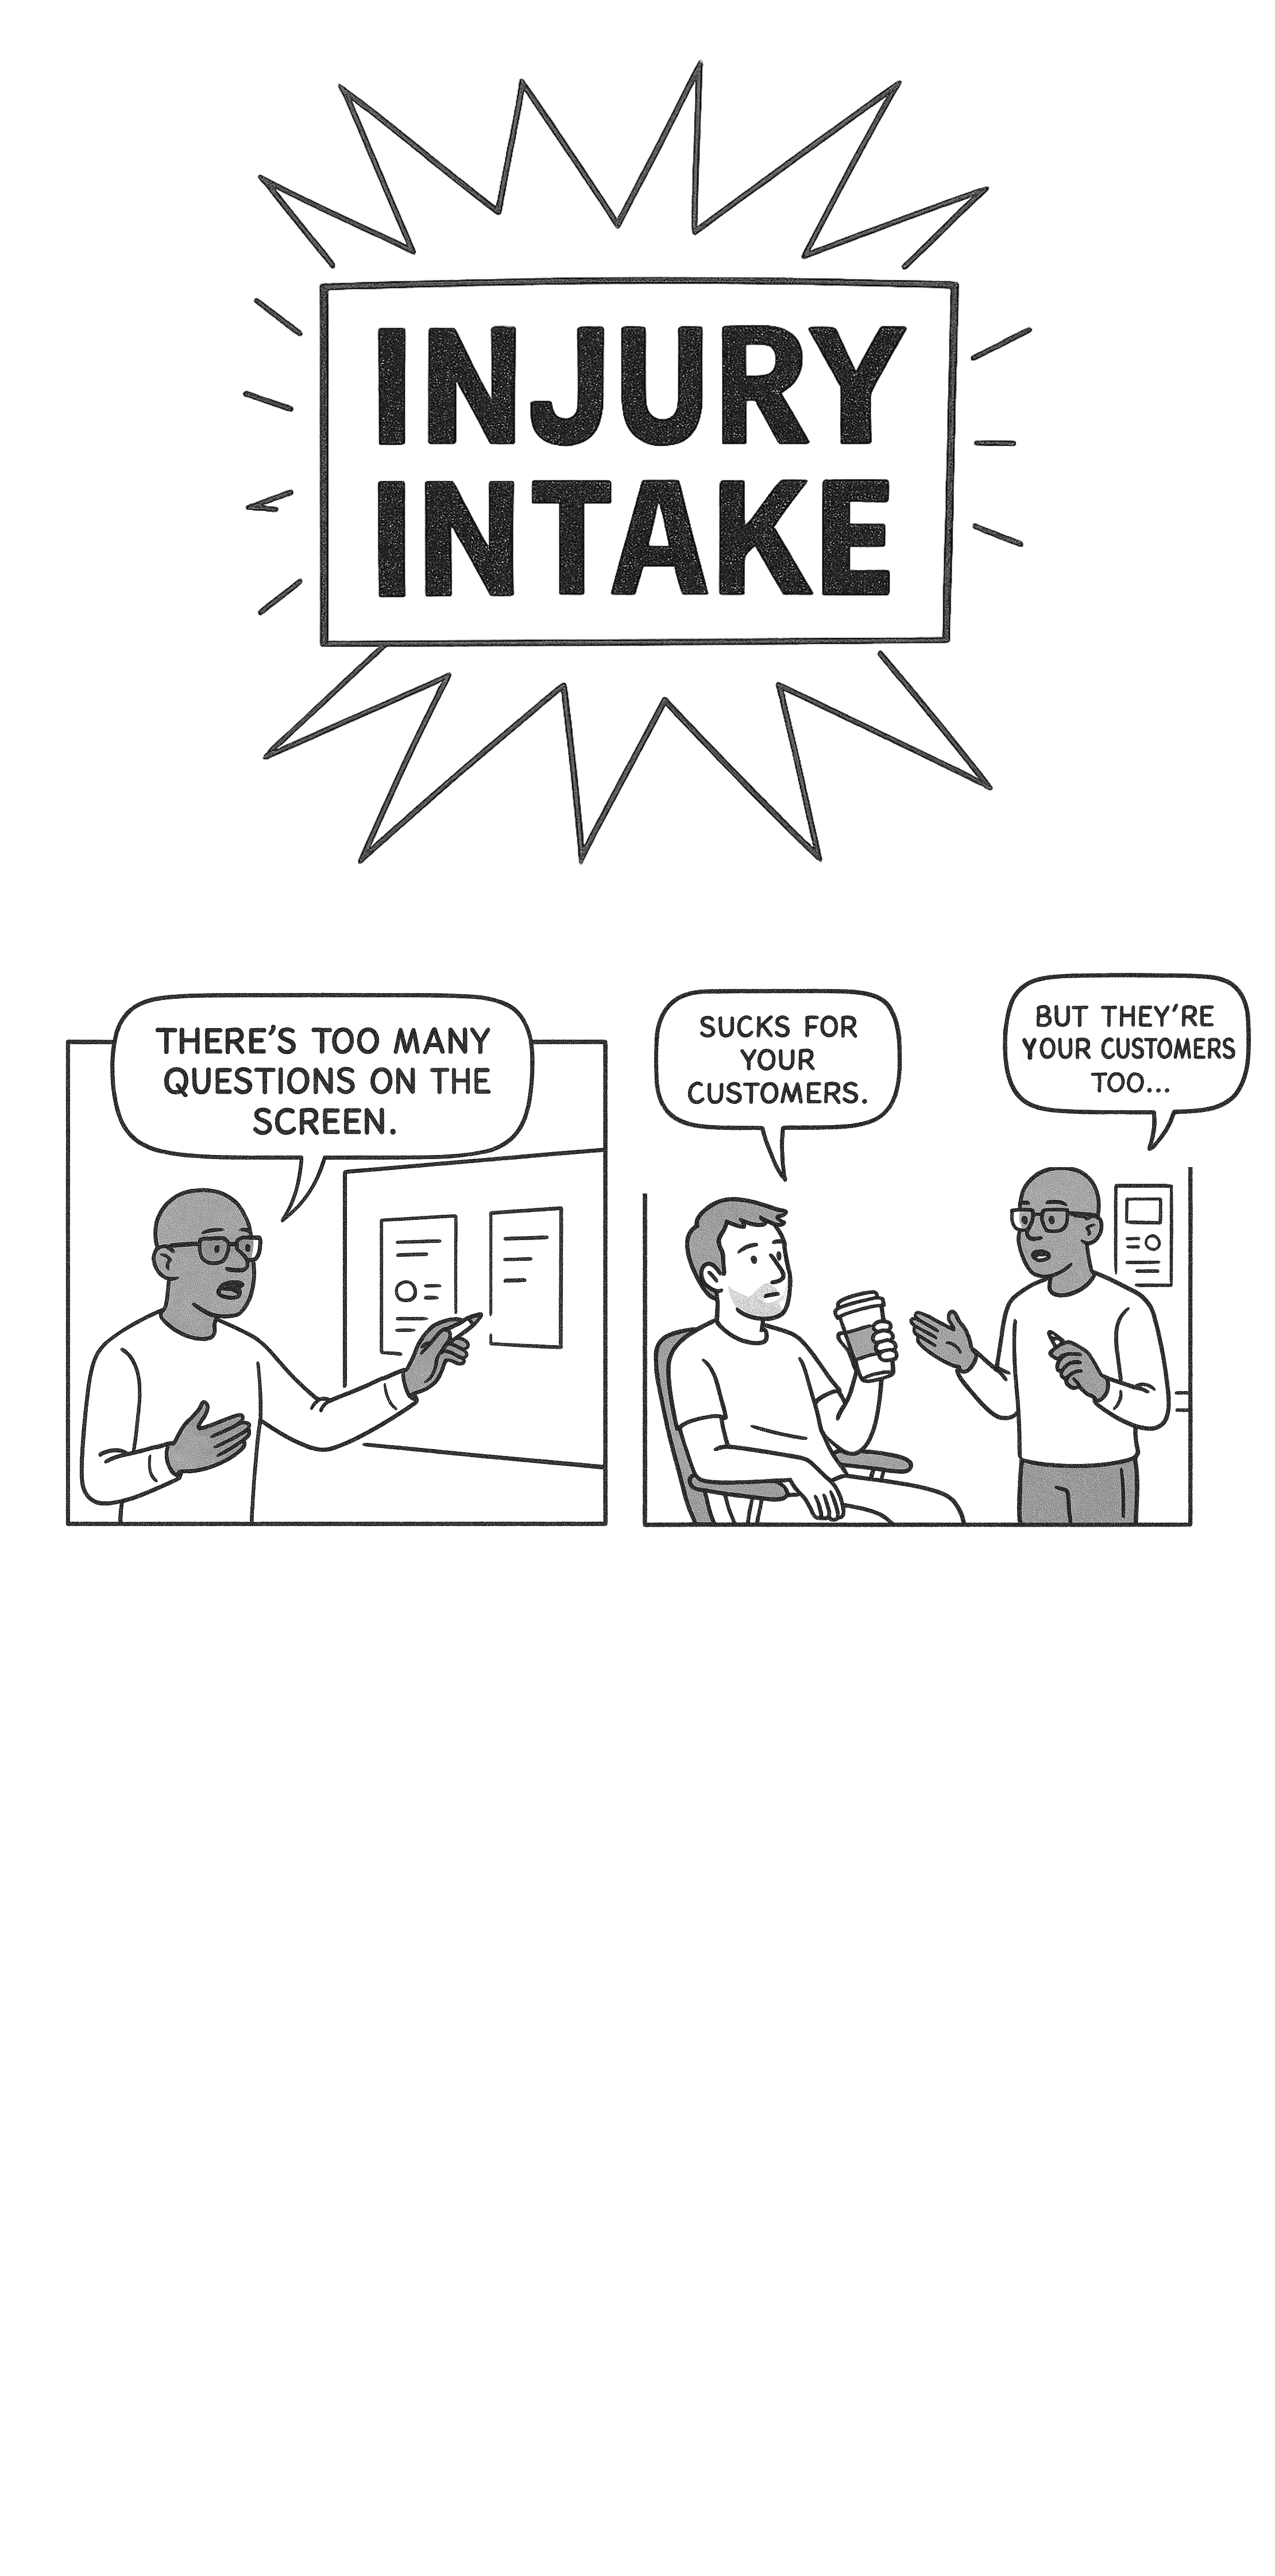 INJURY
INTAKE
THERE'S TOO MANY
QUESTIONS ON THE
SCREEN.
SUCKS FOR
YOUR
CUSTOMERS.
BUT THEY'RE
YOUR CUSTOMERS
TOO...